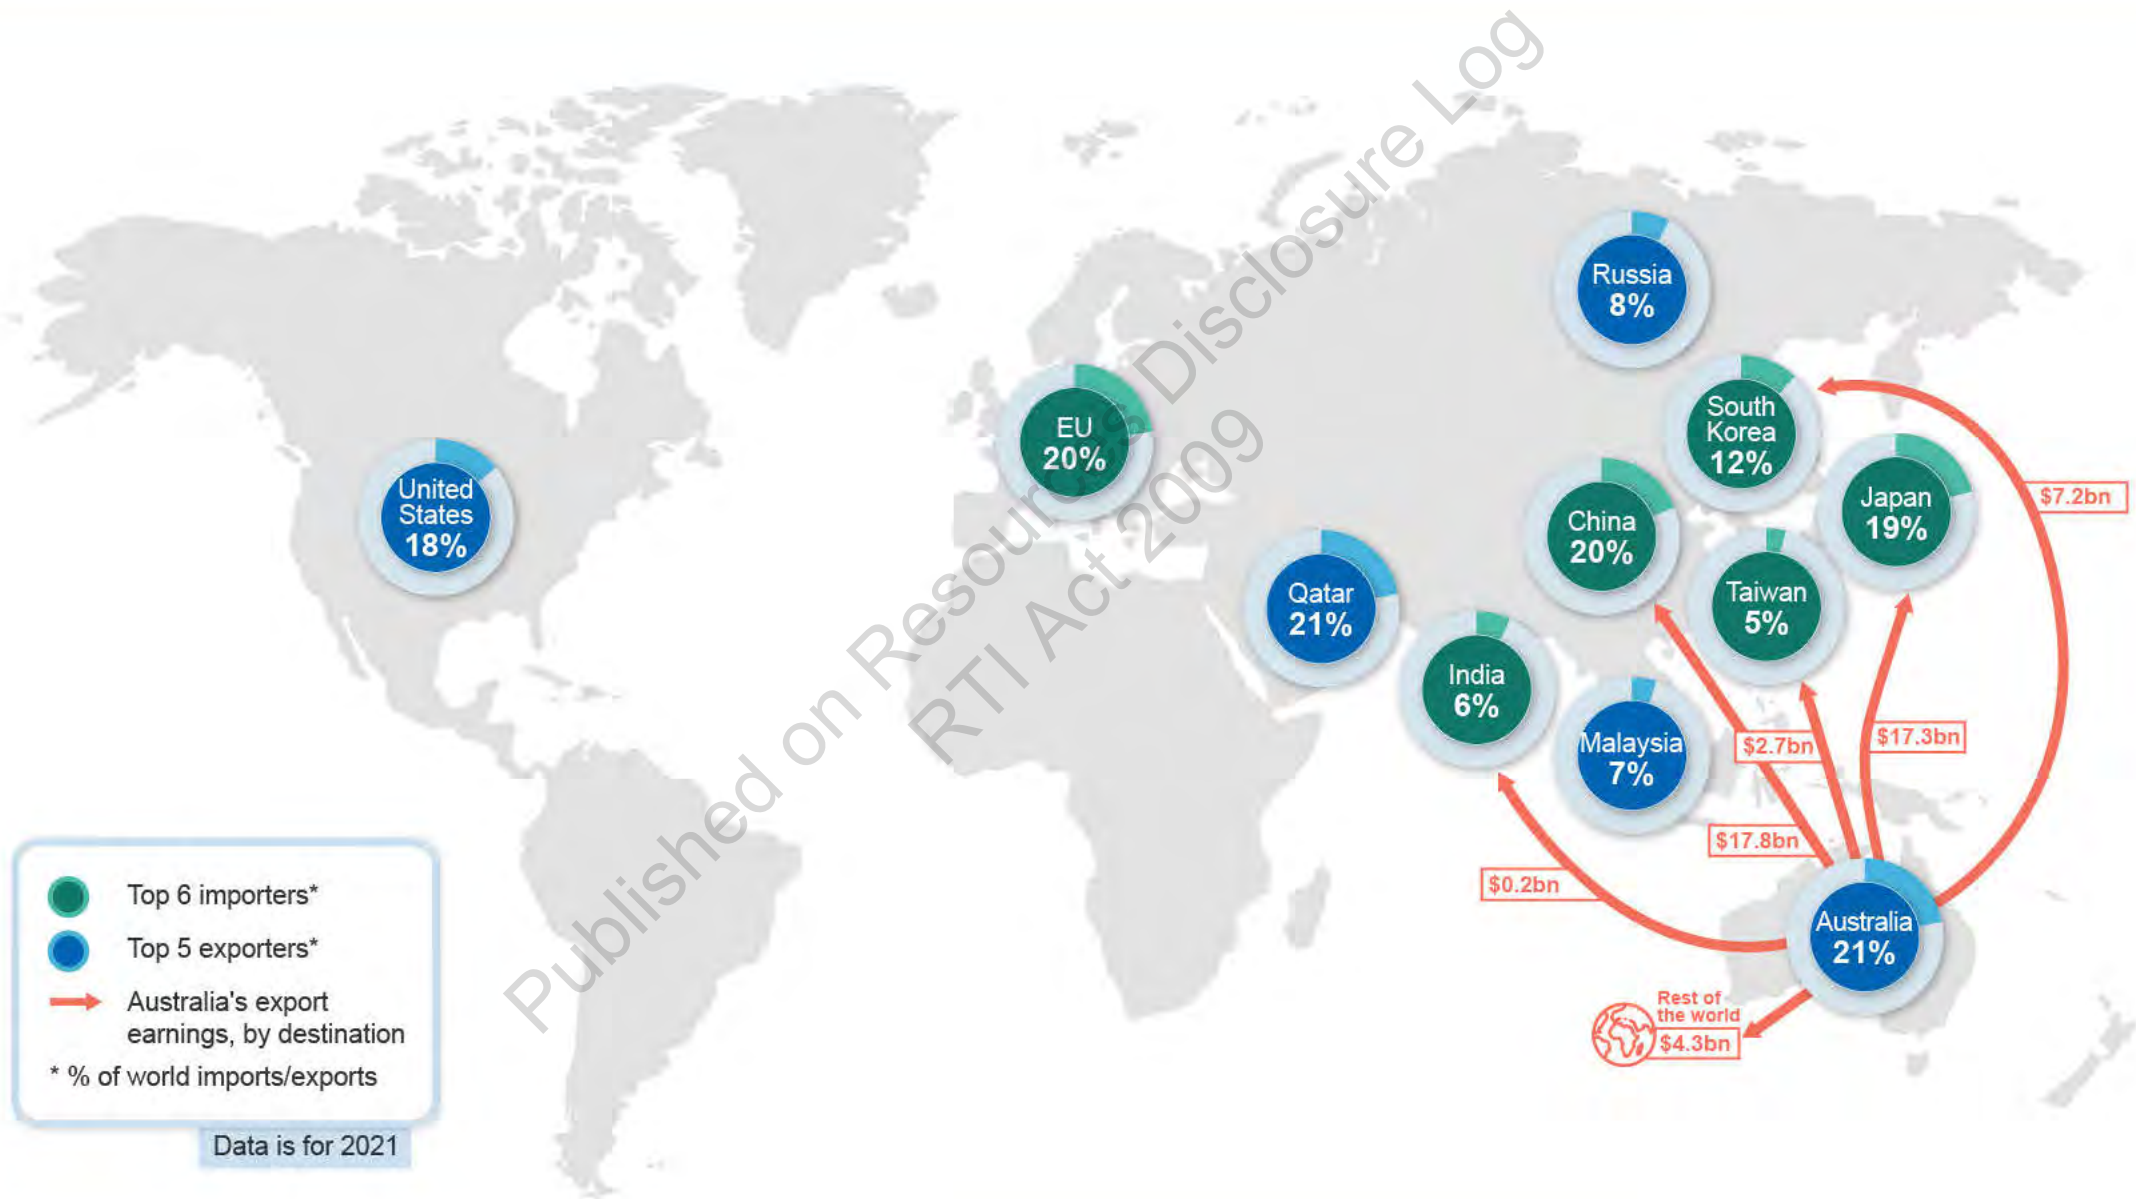 Published on Resources Disclosure Log
RTI Act 2009
Russia
8%
South
Korea
12%
EU
20%
United
States
18%
China
20%
Japan
19%
$7.2bn
Qatar
21%
Taiwan
5%
India
6%
Malaysia
7%
$2.7bn
$17.3bn
$17.8bn
$0.2bn
Australia
21%
Rest of
the world
$4.3bn
Top 6 importers*
Top 5 exporters*
Australia's export
earnings, by destination
* % of world imports/exports
Data is for 2021